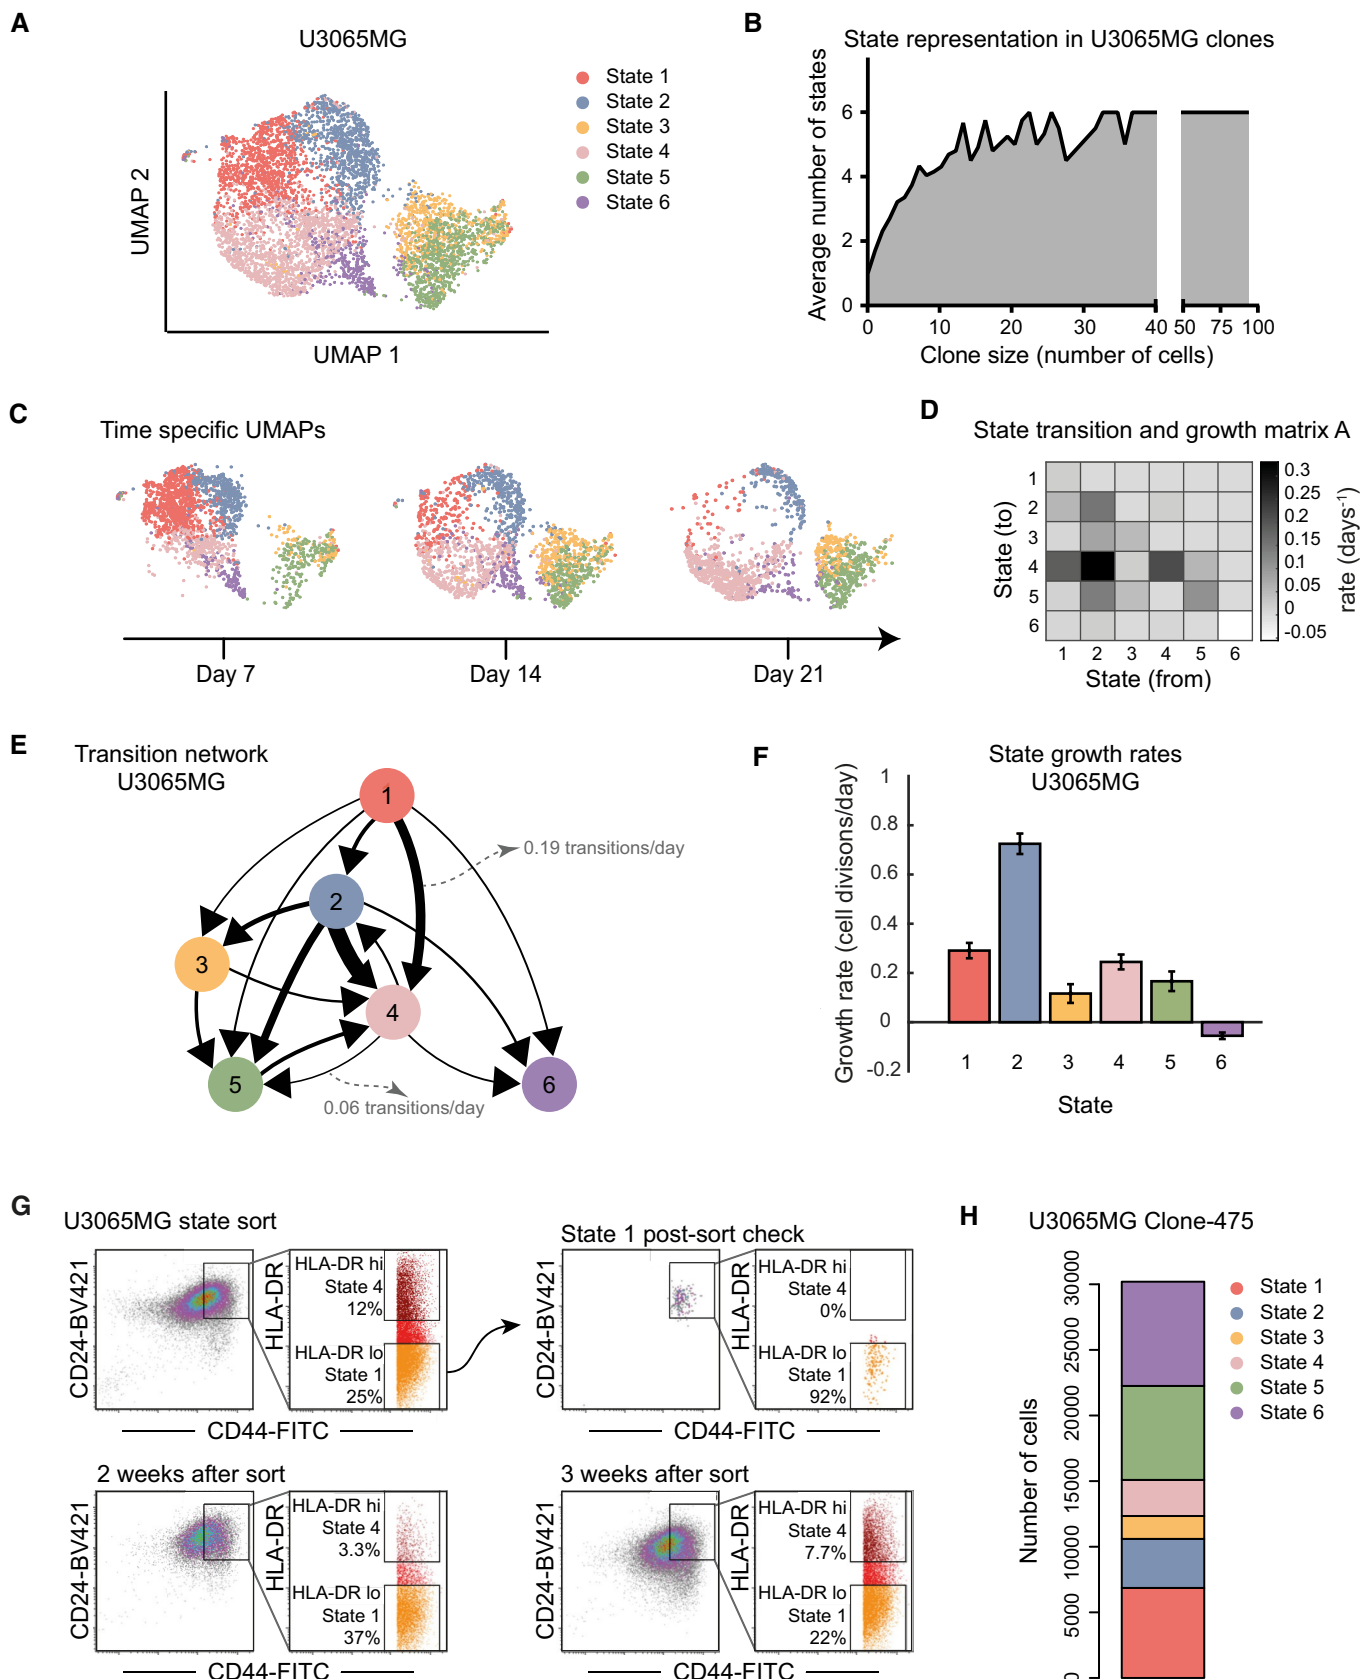 A
U3065MG
State 1
State 2
State 3
State 4
State 5
State 6
UMAP 2
UMAP 1
B
State representation in U3065MG clones
Average number of states
6
4
2
0
0 10 20 30 40 50 75 100
Clone size (number of cells)
C
Time specific UMAPs
Day 7
Day 14
Day 21
D
State transition and growth matrix A
State (to)
1
2
3
4
5
6
1 2 3 4 5 6
State (from)
0.3
0.25
0.2
0.15
0.1
0.05
0
-0.05
rate (days⁻¹)
E
Transition network
U3065MG
1
2
3
4
5
6
0.19 transitions/day
0.06 transitions/day
F
State growth rates
U3065MG
Growth rate (cell divisons/day)
1
0.8
0.6
0.4
0.2
0
-0.2
1 2 3 4 5 6
State
G
U3065MG state sort
CD24-BV421
HLA-DR
HLA-DR hi
State 4
12%
HLA-DR lo
State 1
25%
CD44-FITC
State 1 post-sort check
CD24-BV421
HLA-DR
HLA-DR hi
State 4
0%
HLA-DR lo
State 1
92%
CD44-FITC
2 weeks after sort
CD24-BV421
HLA-DR
HLA-DR hi
State 4
3.3%
HLA-DR lo
State 1
37%
CD44-FITC
3 weeks after sort
CD24-BV421
HLA-DR
HLA-DR hi
State 4
7.7%
HLA-DR lo
State 1
22%
CD44-FITC
H
U3065MG Clone-475
Number of cells
30000
25000
20000
15000
10000
5000
0
State 1
State 2
State 3
State 4
State 5
State 6